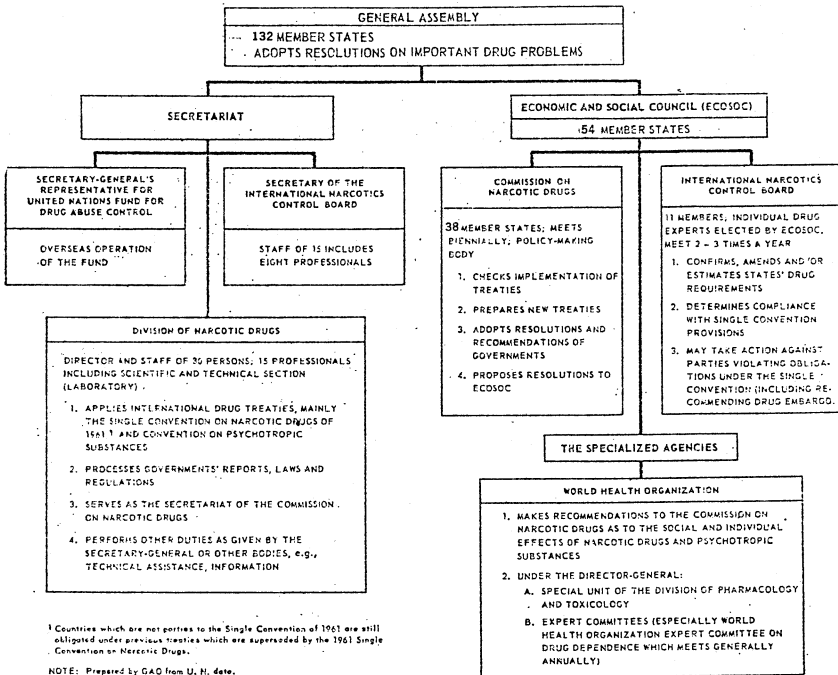 GENERAL ASSEMBLY
132 MEMBER STATES
ADOPTS RESOLUTIONS ON IMPORTANT DRUG PROBLEMS
SECRETARIAT
ECONOMIC AND SOCIAL COUNCIL (ECOSOC)
54 MEMBER STATES
SECRETARY-GENERAL'S
REPRESENTATIVE FOR
UNITED NATIONS FUND FOR
DRUG ABUSE CONTROL
OVERSEAS OPERATION
OF THE FUND
SECRETARY OF THE
INTERNATIONAL NARCOTICS
CONTROL BOARD
STAFF OF 15 INCLUDES
EIGHT PROFESSIONALS
COMMISSION ON
NARCOTIC DRUGS
38 MEMBER STATES; MEETS
BIENNIALLY; POLICY-MAKING
BODY
1. CHECKS IMPLEMENTATION OF
TREATIES
2. PREPARES NEW TREATIES
3. ADOPTS RESOLUTIONS AND
RECOMMENDATIONS OF
GOVERNMENTS
4. PROPOSES RESOLUTIONS TO
ECOSOC
INTERNATIONAL NARCOTICS
CONTROL BOARD
11 MEMBERS; INDIVIDUAL DRUG
EXPERTS ELECTED BY ECOSOC,
MEET 2 - 3 TIMES A YEAR
1. CONFIRMS, AMENDS AND/OR
ESTIMATES STATES' DRUG
REQUIREMENTS
2. DETERMINES COMPLIANCE
WITH SINGLE CONVENTION
PROVISIONS
3. MAY TAKE ACTION AGAINST
PARTIES VIOLATING OBLIGA-
TIONS UNDER THE SINGLE
CONVENTION (INCLUDING RE-
COMMENDING DRUG EMBARGO.
DIVISION OF NARCOTIC DRUGS
DIRECTOR AND STAFF OF PERSONS; 15 PROFESSIONALS
INCLUDING SCIENTIFIC AND TECHNICAL SECTION
(LABORATORY)
1. APPLIES INTERNATIONAL DRUG TREATIES, MAINLY
THE SINGLE CONVENTION ON NARCOTIC DRUGS OF
1961 1 AND CONVENTION ON PSYCHOTROPIC
SUBSTANCES
2. PROCESSES GOVERNMENTS' REPORTS, LAWS AND
REGULATIONS
3. SERVES AS THE SECRETARIAT OF THE COMMISSION
ON NARCOTIC DRUGS
4. PERFORMS OTHER DUTIES AS GIVEN BY THE
SECRETARY-GENERAL OR OTHER BODIES, e.g.,
TECHNICAL ASSISTANCE, INFORMATION
THE SPECIALIZED AGENCIES
WORLD HEALTH ORGANIZATION
1. MAKES RECOMMENDATIONS TO THE COMMISSION ON
NARCOTIC DRUGS AS TO THE SOCIAL AND INDIVIDUAL
EFFECTS OF NARCOTIC DRUGS AND PSYCHOTROPIC
SUBSTANCES
2. UNDER THE DIRECTOR-GENERAL:
A. SPECIAL UNIT OF THE DIVISION OF PHARMACOLOGY
AND TOXICOLOGY
B. EXPERT COMMITTEES (ESPECIALLY WORLD
HEALTH ORGANIZATION EXPERT COMMITTEE ON
DRUG DEPENDENCE WHICH MEETS GENERALLY
ANNUALLY)
1 Countries which are not parties to the Single Convention of 1961 are still
obligated under previous treaties which are superseded by the 1961 Single
Convention on Narcotic Drugs.
NOTE: Prepared by GAO from U. N. data.